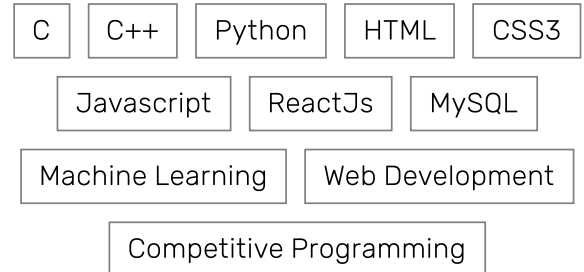 C C++ Python HTML CSS3
Javascript ReactJs MySQL
Machine Learning Web Development
Competitive Programming